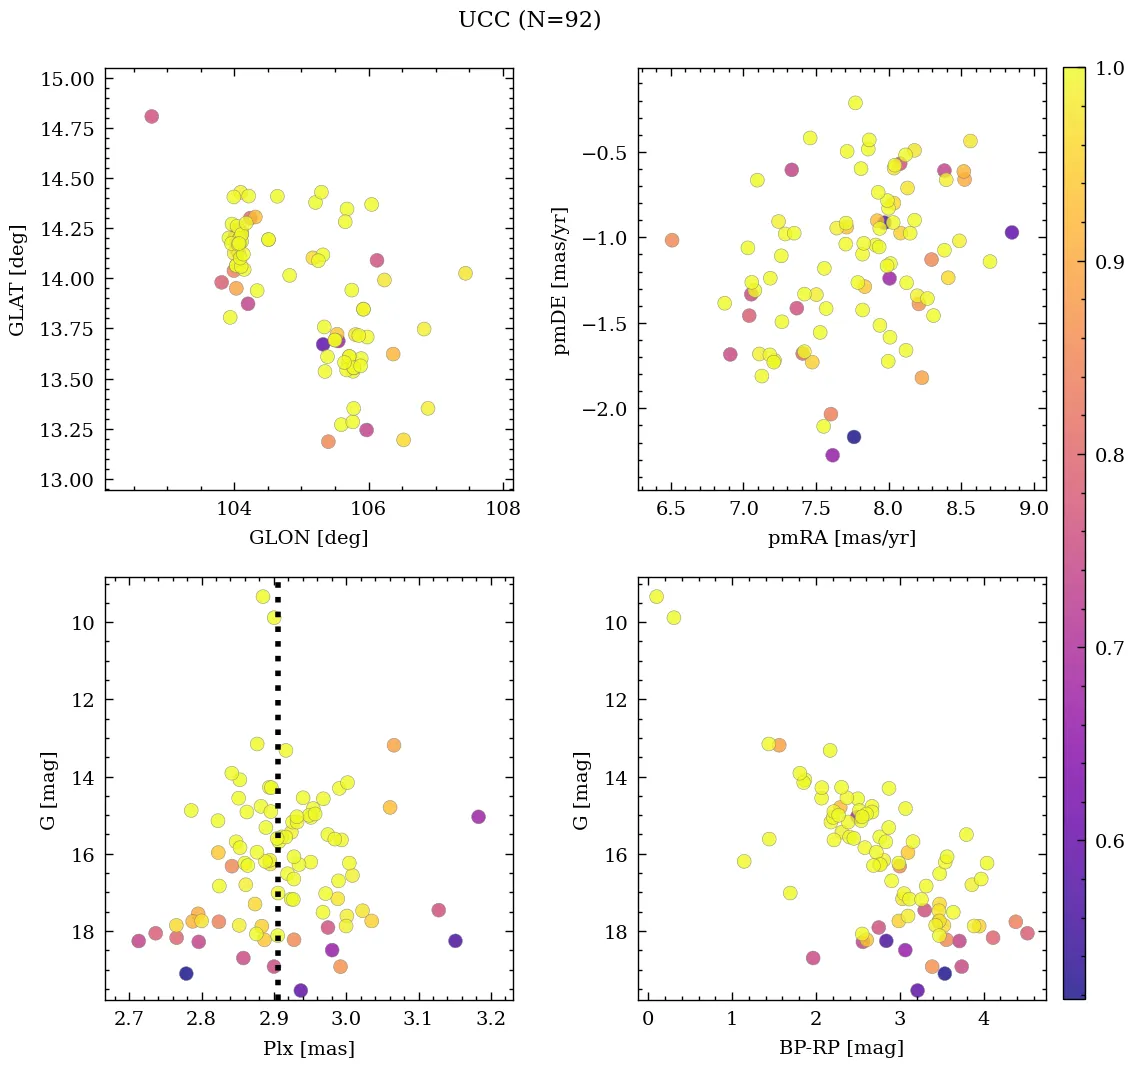 UCC (N=92)
15.00
14.75
14.50
14.25
14.00
13.75
13.50
13.25
13.00
GLAT [deg]
104 106 108
GLON [deg]
−0.5
−1.0
−1.5
−2.0
pmDE [mas/yr]
6.5 7.0 7.5 8.0 8.5 9.0
pmRA [mas/yr]
1.0
0.9
0.8
0.7
0.6
10
12
14
16
18
G [mag]
2.7 2.8 2.9 3.0 3.1 3.2
Plx [mas]
10
12
14
16
18
G [mag]
0 1 2 3 4
BP-RP [mag]